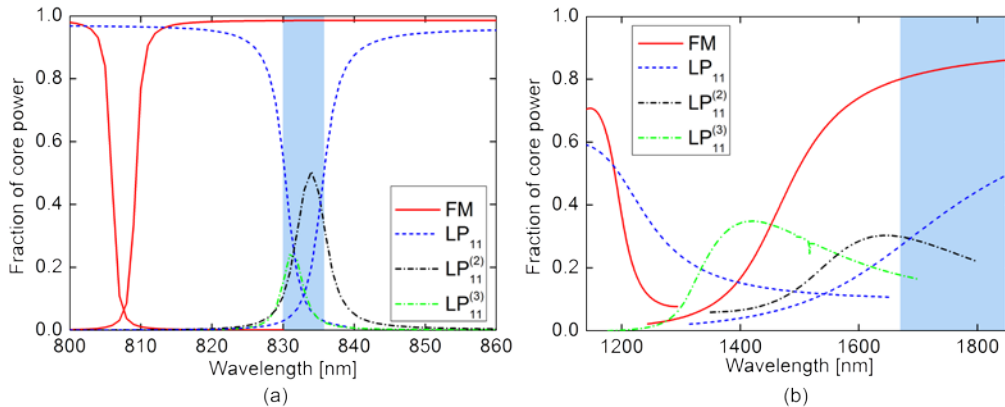 1.0
0.8
0.6
0.4
0.2
0.0
Fraction of core power
FM
LP11
LP11(2)
LP11(3)
800 810 820 830 840 850 860
Wavelength [nm]
(a)
1.0
0.8
0.6
0.4
0.2
0.0
Fraction of core power
FM
LP11
LP11(2)
LP11(3)
1200 1400 1600 1800
Wavelength [nm]
(b)